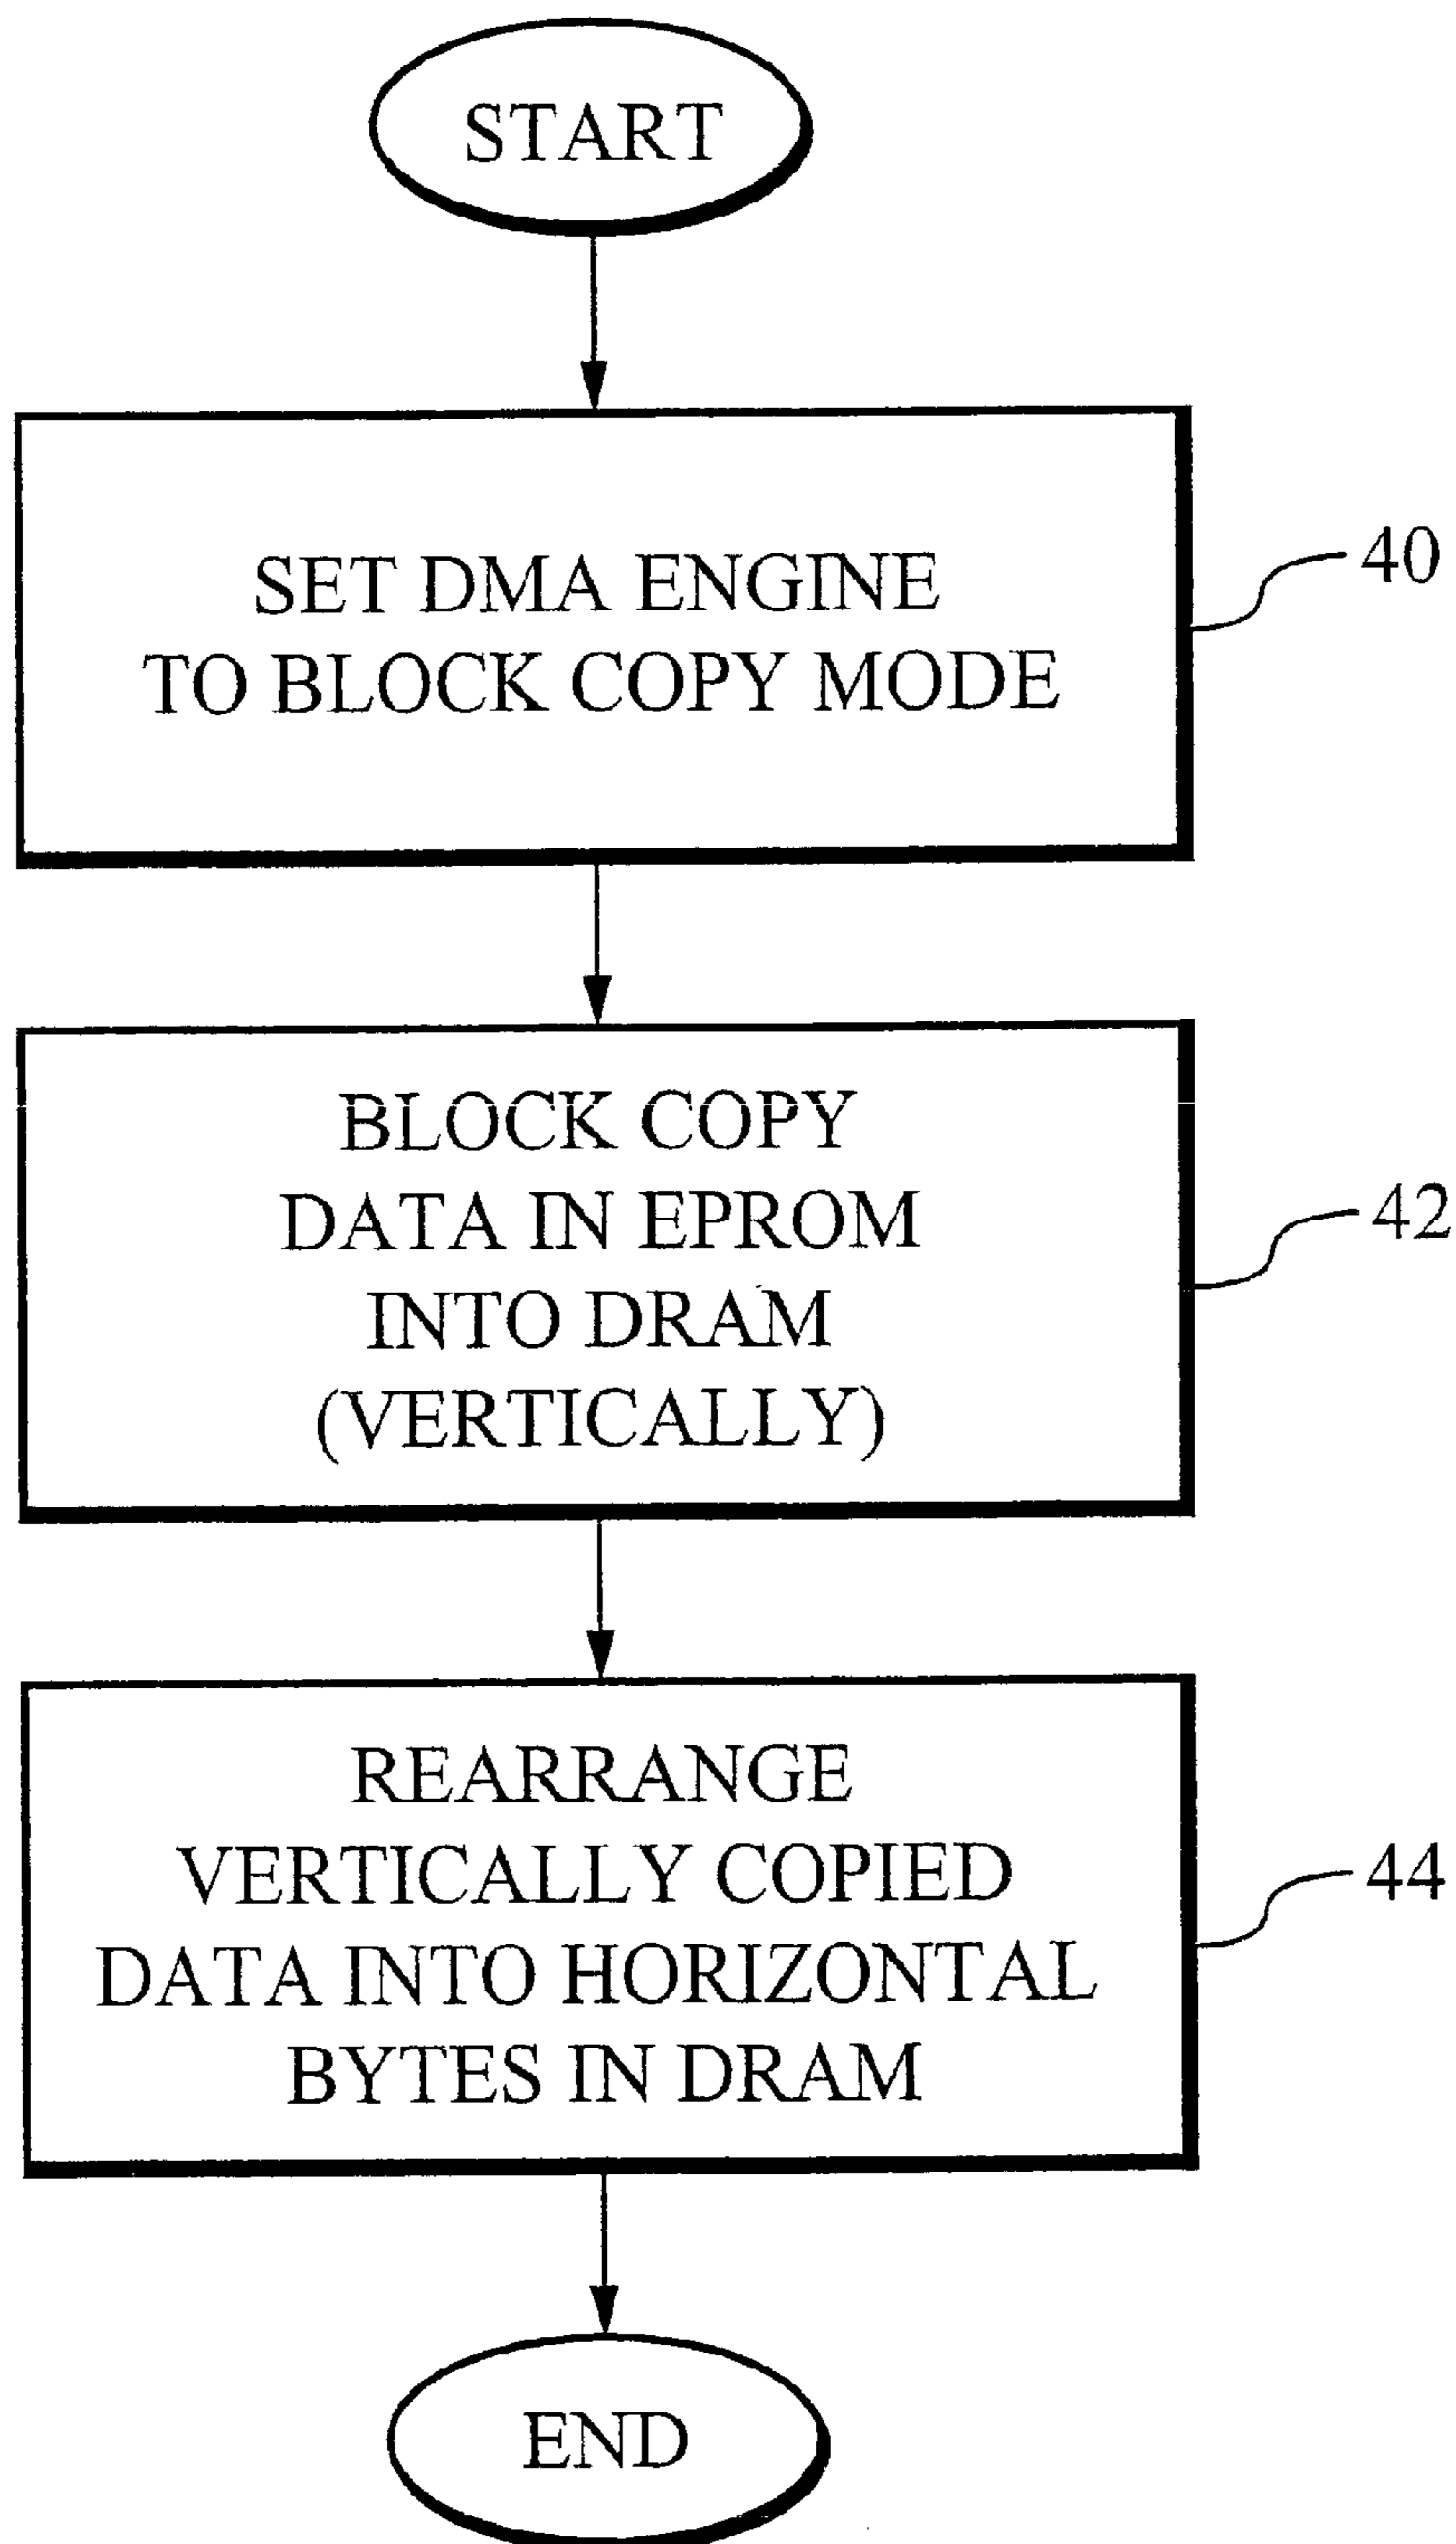 START
SET DMA ENGINE
TO BLOCK COPY MODE
40
BLOCK COPY
DATA IN EPROM
INTO DRAM
(VERTICALLY)
42
REARRANGE
VERTICALLY COPIED
DATA INTO HORIZONTAL
BYTES IN DRAM
44
END